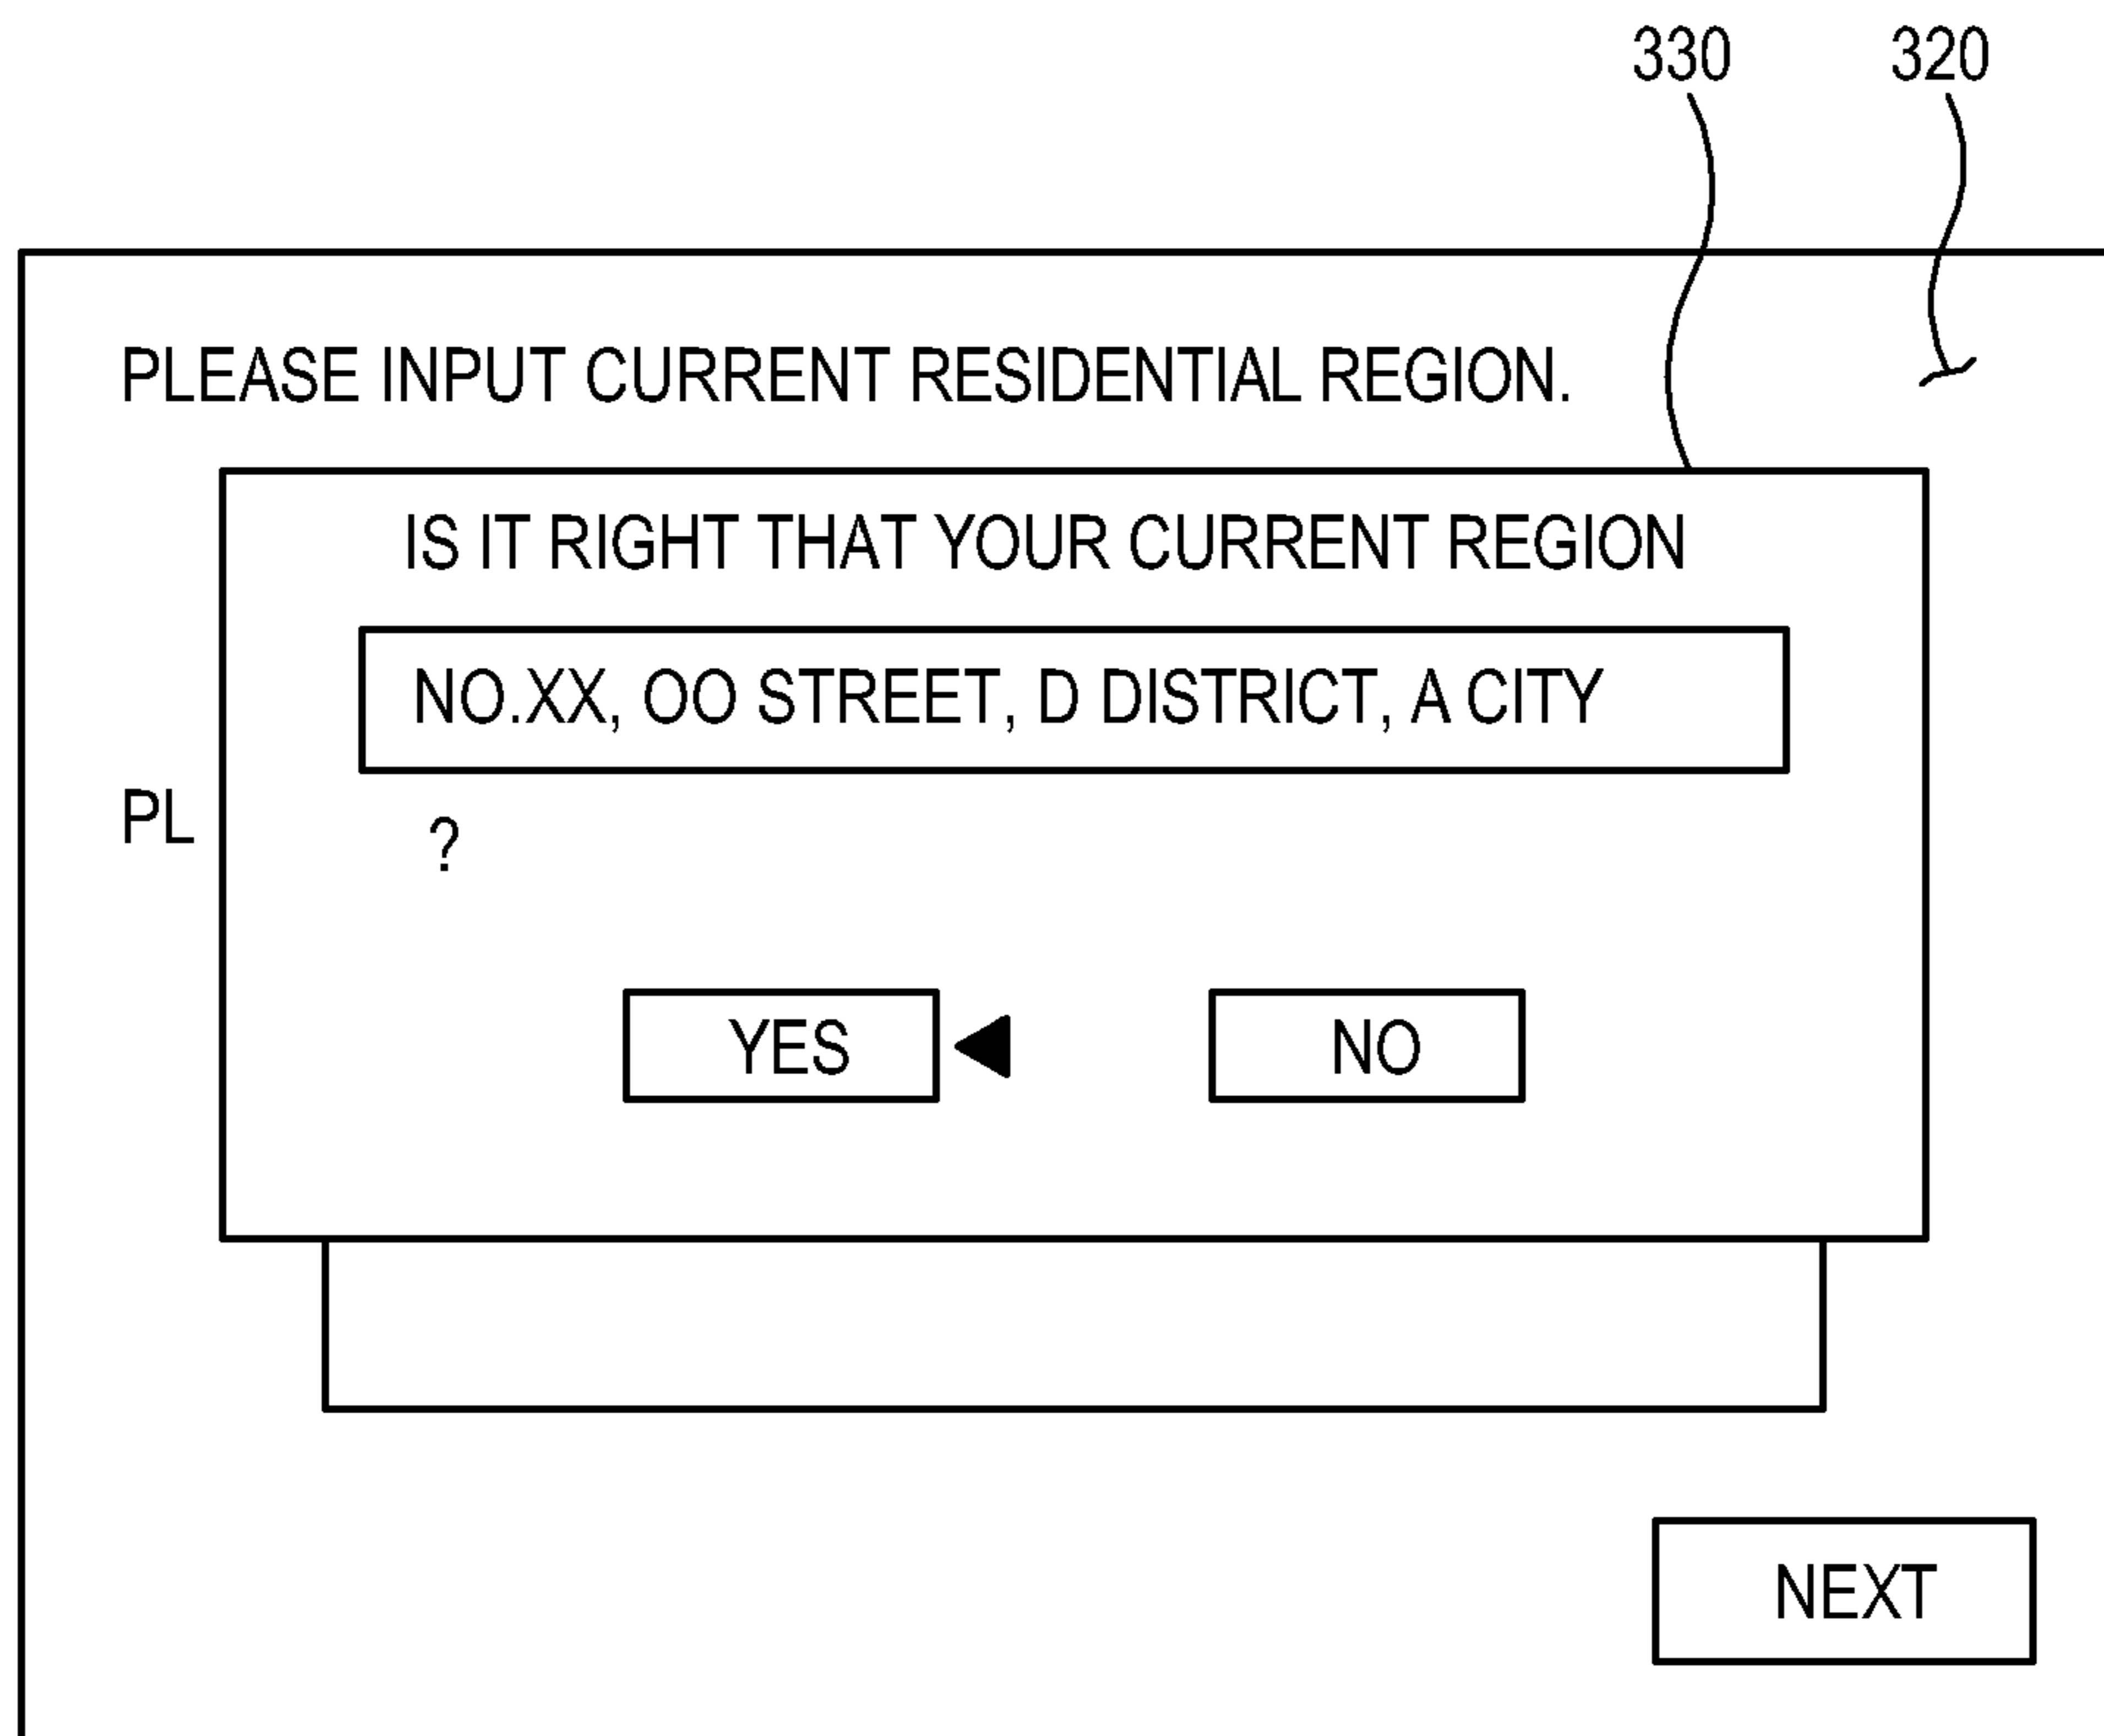 330 320
PLEASE INPUT CURRENT RESIDENTIAL REGION.
IS IT RIGHT THAT YOUR CURRENT REGION
NO.XX, OO STREET, D DISTRICT, A CITY
PL
?
YES NO
NEXT